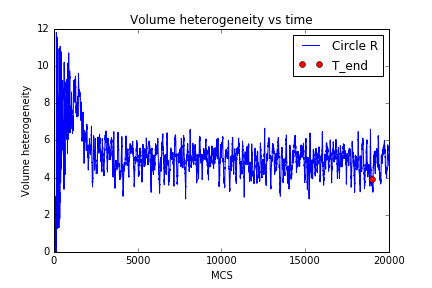 Volume heterogeneity vs time
12
10
8
6
4
2
0
Volume heterogeneity
Circle R
T_end
0 5000 10000 15000 20000
MCS